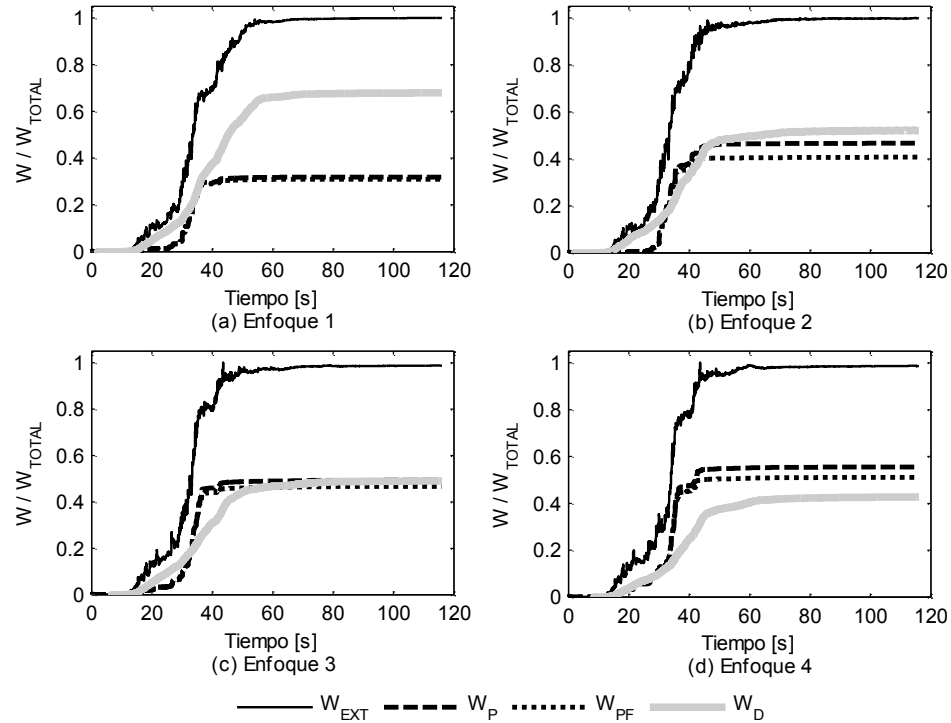 1
0.8
0.6
0.4
0.2
0
W / W_TOTAL
0 20 40 60 80 100 120
Tiempo [s]
(a) Enfoque 1
1
0.8
0.6
0.4
0.2
0
W / W_TOTAL
0 20 40 60 80 100 120
Tiempo [s]
(b) Enfoque 2
1
0.8
0.6
0.4
0.2
0
W / W_TOTAL
0 20 40 60 80 100 120
Tiempo [s]
(c) Enfoque 3
1
0.8
0.6
0.4
0.2
0
W / W_TOTAL
0 20 40 60 80 100 120
Tiempo [s]
(d) Enfoque 4
W_EXT W_P W_PF W_D